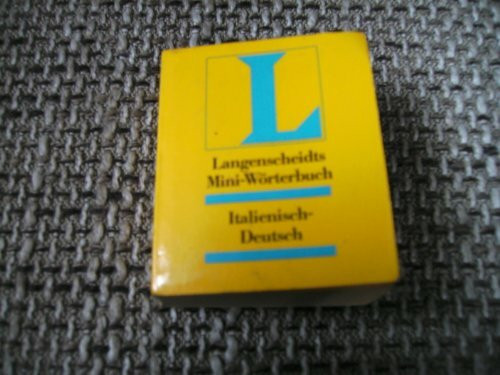 L
Langenscheidts
Mini-Wörterbuch
Italienisch-
Deutsch